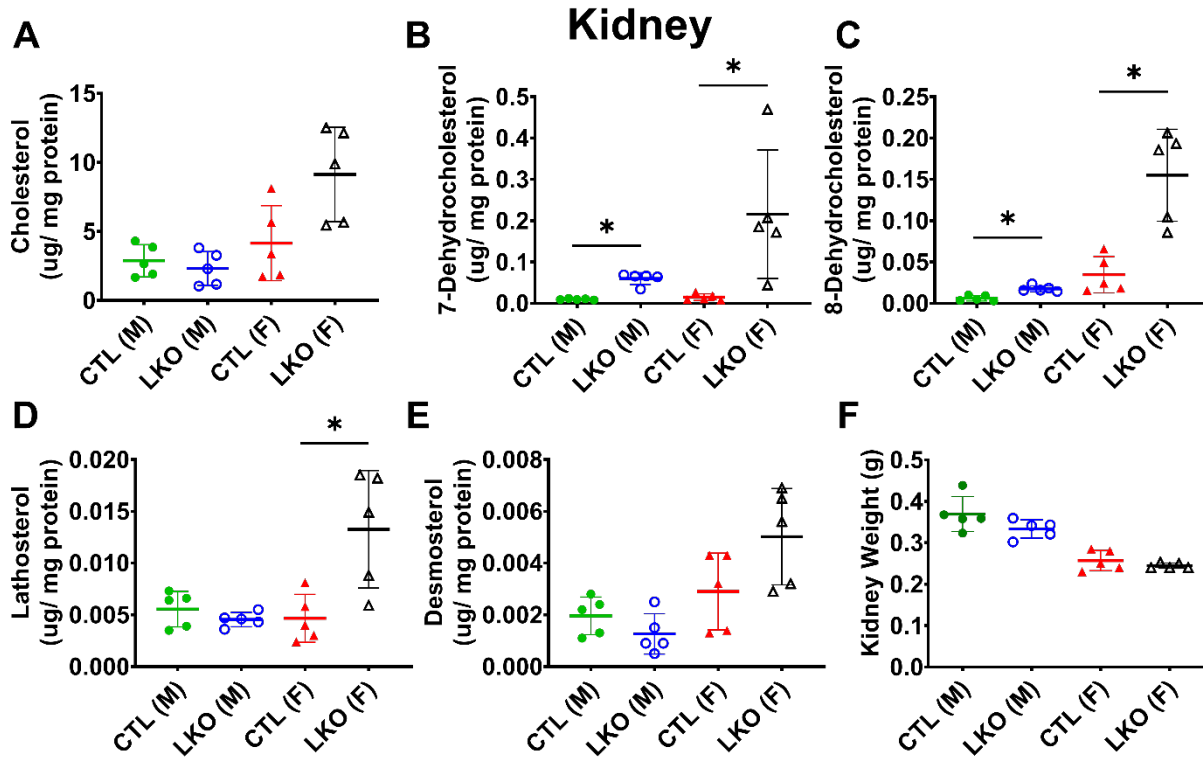 Kidney
A
Cholesterol
(ug/ mg protein)
15
10
5
0
CTL (M)
LKO (M)
CTL (F)
LKO (F)
B
7-Dehydrocholesterol
(ug/ mg protein)
0.5
0.4
0.3
0.2
0.1
0.0
*
*
CTL (M)
LKO (M)
CTL (F)
LKO (F)
C
8-Dehydrocholesterol
(ug/ mg protein)
0.25
0.20
0.15
0.10
0.05
0.00
*
*
CTL (M)
LKO (M)
CTL (F)
LKO (F)
D
Lathosterol
(ug/ mg protein)
0.020
0.015
0.010
0.005
0.000
*
CTL (M)
LKO (M)
CTL (F)
LKO (F)
E
Desmosterol
(ug/ mg protein)
0.008
0.006
0.004
0.002
0.000
CTL (M)
LKO (M)
CTL (F)
LKO (F)
F
Kidney Weight (g)
0.5
0.4
0.3
0.2
0.1
0.0
CTL (M)
LKO (M)
CTL (F)
LKO (F)